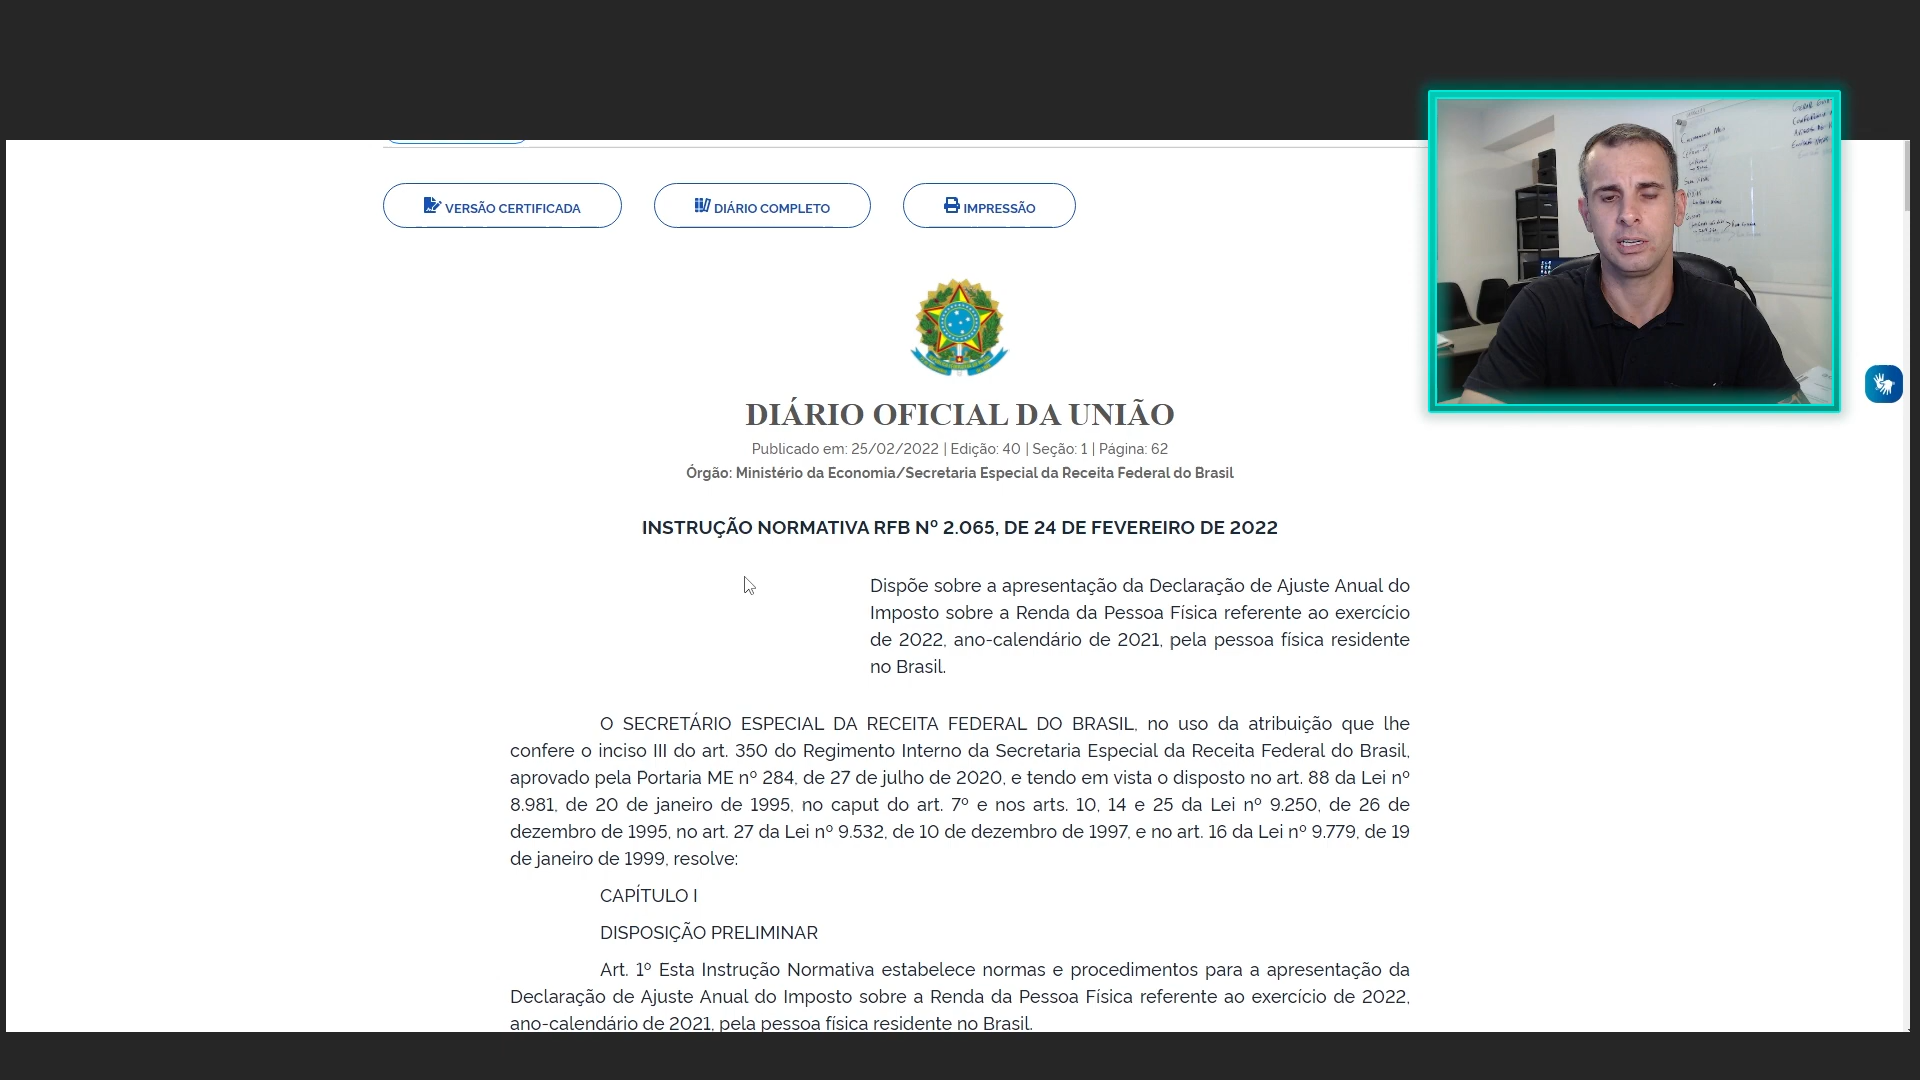 VERSÃO CERTIFICADA
DIÁRIO COMPLETO
IMPRESSÃO
DIÁRIO OFICIAL DA UNIÃO
Publicado em: 25/02/2022 | Edição: 40 | Seção: 1 | Página: 62
Órgão: Ministério da Economia/Secretaria Especial da Receita Federal do Brasil
INSTRUÇÃO NORMATIVA RFB Nº 2.065, DE 24 DE FEVEREIRO DE 2022
Dispõe sobre a apresentação da Declaração de Ajuste Anual do
Imposto sobre a Renda da Pessoa Física referente ao exercício
de 2022, ano-calendário de 2021, pela pessoa física residente
no Brasil.
O SECRETÁRIO ESPECIAL DA RECEITA FEDERAL DO BRASIL, no uso da atribuição que lhe
confere o inciso III do art. 350 do Regimento Interno da Secretaria Especial da Receita Federal do Brasil,
aprovado pela Portaria ME nº 284, de 27 de julho de 2020, e tendo em vista o disposto no art. 88 da Lei nº
8.981, de 20 de janeiro de 1995, no caput do art. 7º e nos arts. 10, 14 e 25 da Lei nº 9.250, de 26 de
dezembro de 1995, no art. 27 da Lei nº 9.532, de 10 de dezembro de 1997, e no art. 16 da Lei nº 9.779, de 19
de janeiro de 1999, resolve:
CAPÍTULO I
DISPOSIÇÃO PRELIMINAR
Art. 1º Esta Instrução Normativa estabelece normas e procedimentos para a apresentação da
Declaração de Ajuste Anual do Imposto sobre a Renda da Pessoa Física referente ao exercício de 2022,
ano-calendário de 2021, pela pessoa física residente no Brasil.